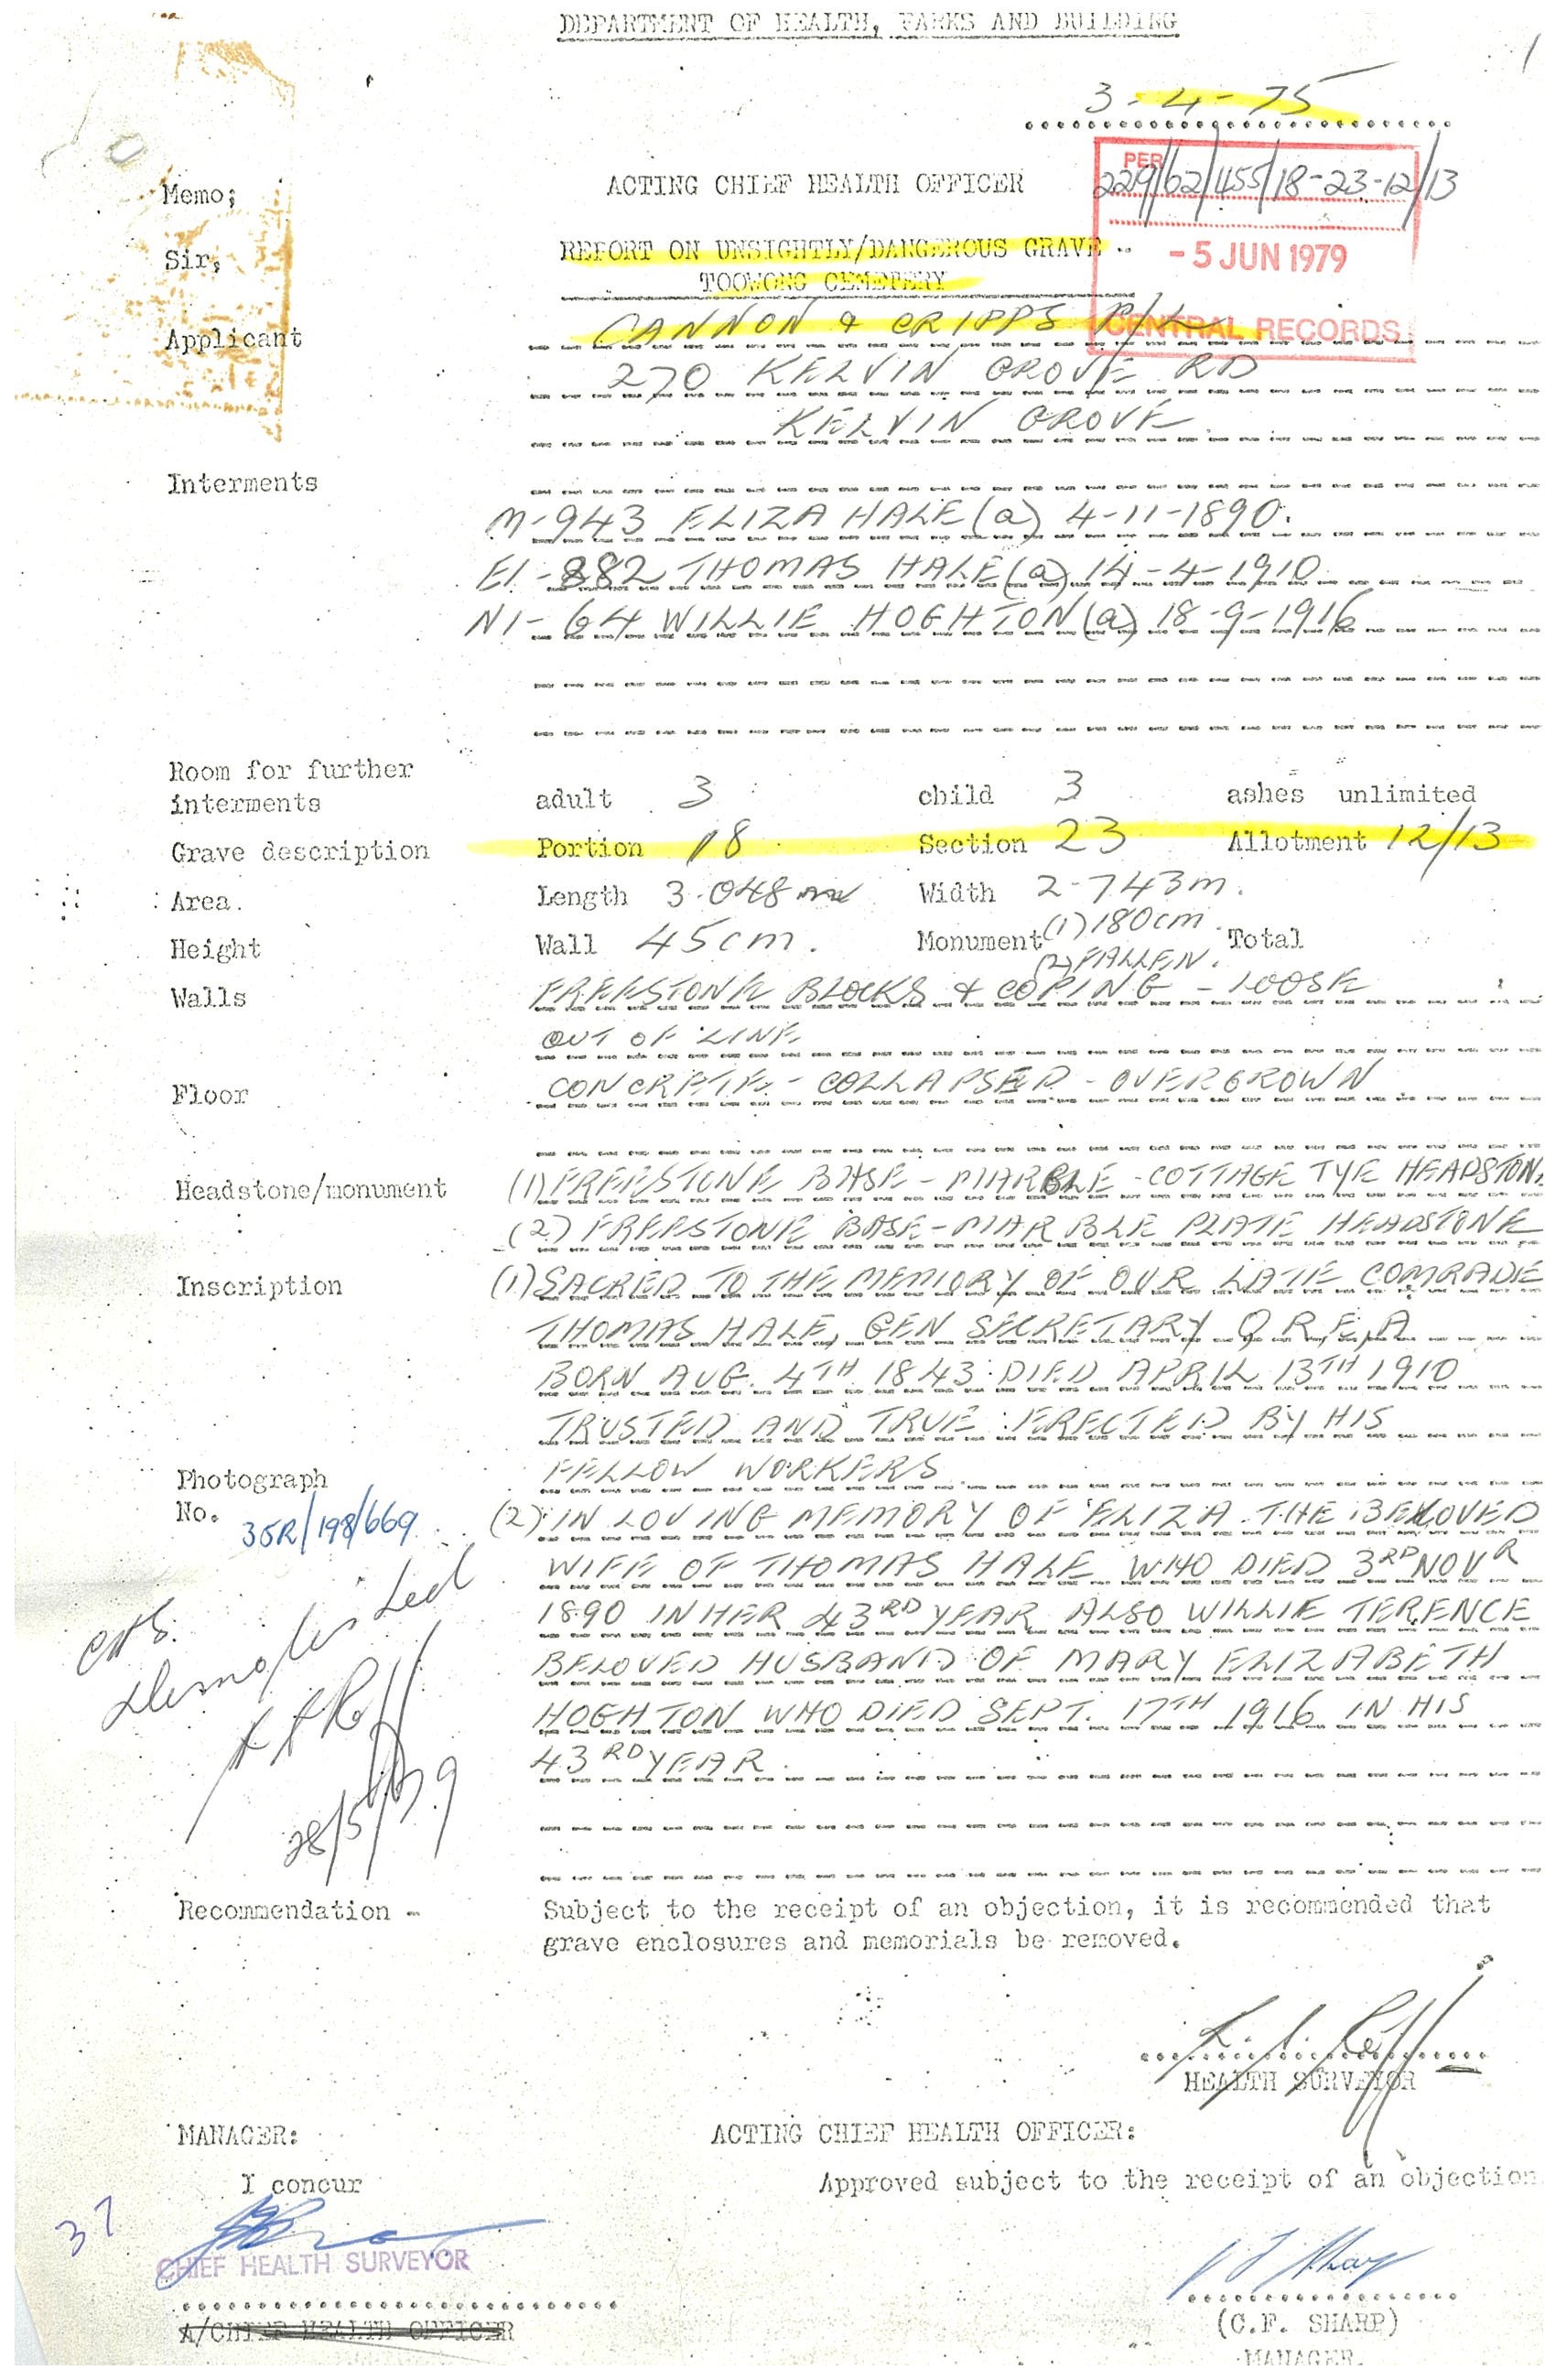 DEPARTMENT OF HEALTH, PARKS AND BUILDING
1
3-4-75
PER
229/62/455/18-23-12/13
Memo;
ACTING CHIEF HEALTH OFFICER
Sir,
REPORT ON UNSIGHTLY/DANGEROUS GRAVE --
TOOWONG CEMETERY
- 5 JUN 1979
CENTRAL RECORDS
Applicant
CANNON & CRIPPS P/L
270 KELVIN GROVE RD
KELVIN GROVE.
Interments
M-943 ELIZA HALE (a) 4-11-1890.
E1-882 THOMAS HALE (a) 14-4-1910
N1-64 WILLIE HOGHTON (a) 18-9-1916
Room for further
interments adult 3 child 3 ashes unlimited
Grave description Portion 18 Section 23 Allotment 12/13
Area. Length 3.048 m Width 2.743m.
Height Wall 45cm. Monument (1) 180cm. Total
(2) FALLEN.
Walls FREESTONE BLOCKS & COPING - LOOSE
OUT OF LINE
Floor CONCRETE - COLLAPSED - OVERGROWN
Headstone/monument (1) FREESTONE BASE - MARBLE - COTTAGE TYE HEADSTONE
(2) FREESTONE BASE - MARBLE PLATE HEADSTONE
Inscription (1) SACRED TO THE MEMORY OF OUR LATE COMRADE
THOMAS HALE, GEN SECRETARY Q.R.E.A
BORN AUG. 4TH 1843. DIED APRIL 13TH 1910
TRUSTED AND TRUE. ERECTED BY HIS
FELLOW WORKERS
Photograph
No. 35R/198/669
(2) IN LOVING MEMORY OF ELIZA THE BELOVED
WIFE OF THOMAS HALE WHO DIED 3RD NOVR
1890 IN HER 43RD YEAR ALSO WILLIE TERENCE
BELOVED HUSBAND OF MARY ELIZABETH
HOGHTON WHO DIED SEPT. 17TH 1916 IN HIS
43RD YEAR.
CHS.
Demolished
28/5/79
Recommendation - Subject to the receipt of an objection, it is recommended that
grave enclosures and memorials be removed.
HEALTH SURVEYOR
MANAGER: ACTING CHIEF HEALTH OFFICER:
I concur Approved subject to the receipt of an objection
37
CHIEF HEALTH SURVEYOR
A/CHIEF HEALTH OFFICER
(C.F. SHARP)
MANAGER.